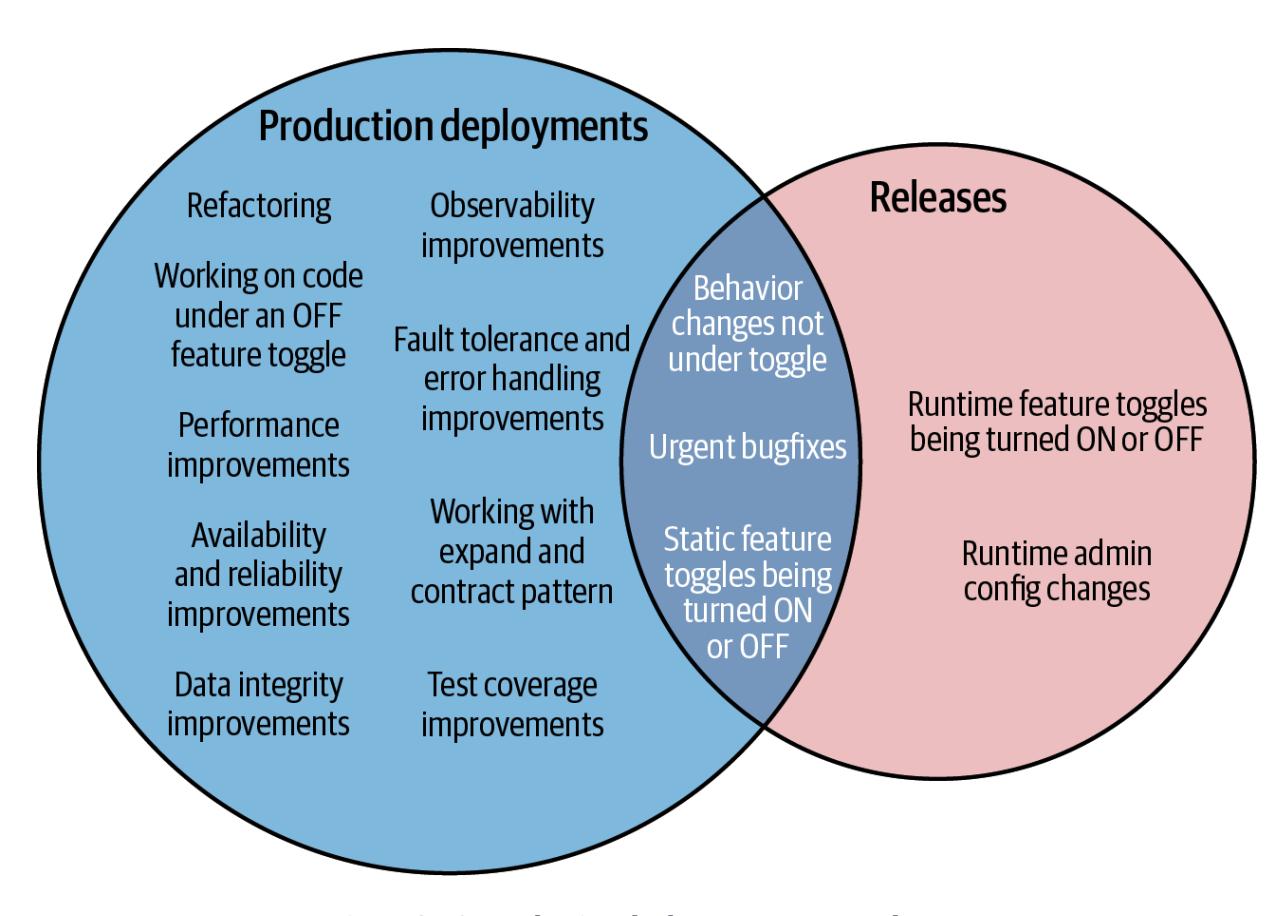 Production deployments
Refactoring
Working on code
under an OFF
feature toggle
Performance
improvements
Availability
and reliability
improvements
Data integrity
improvements
Observability
improvements
Fault tolerance and
error handling
improvements
Working with
expand and
contract pattern
Test coverage
improvements
Behavior
changes not
under toggle
Urgent bugfixes
Static feature
toggles being
turned ON
or OFF
Releases
Runtime feature toggles
being turned ON or OFF
Runtime admin
config changes